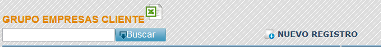 GRUPO EMPRESAS CLIENTE
Buscar
NUEVO REGISTRO